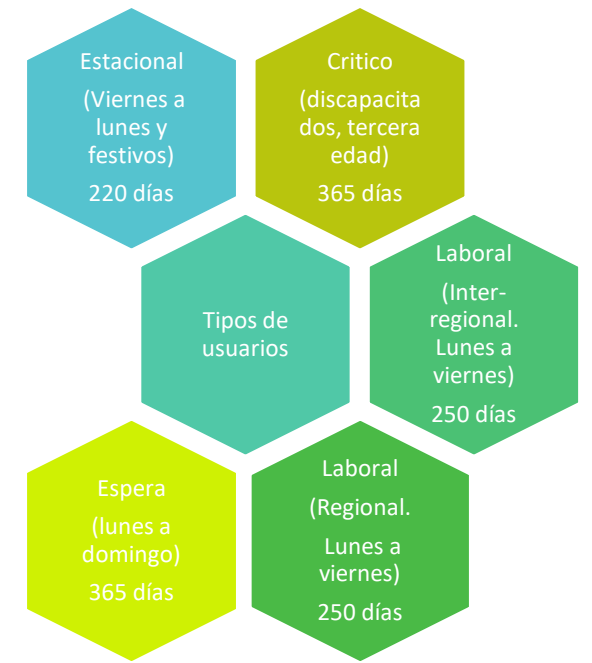 Estacional
(Viernes a
lunes y
festivos)
220 días
Critico
(discapacita
dos, tercera
edad)
365 días
Tipos de
usuarios
Laboral
(Inter-
regional.
Lunes a
viernes)
250 días
Espera
(lunes a
domingo)
365 días
Laboral
(Regional.
Lunes a
viernes)
250 días